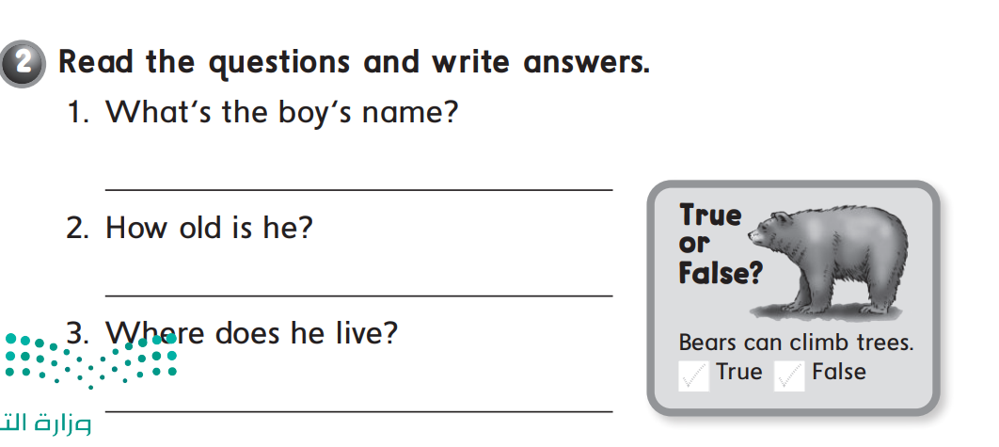 2 Read the questions and write answers.
1. What's the boy's name?
2. How old is he?
3. Where does he live?
True
or
False?
Bears can climb trees.
True False
وزارة